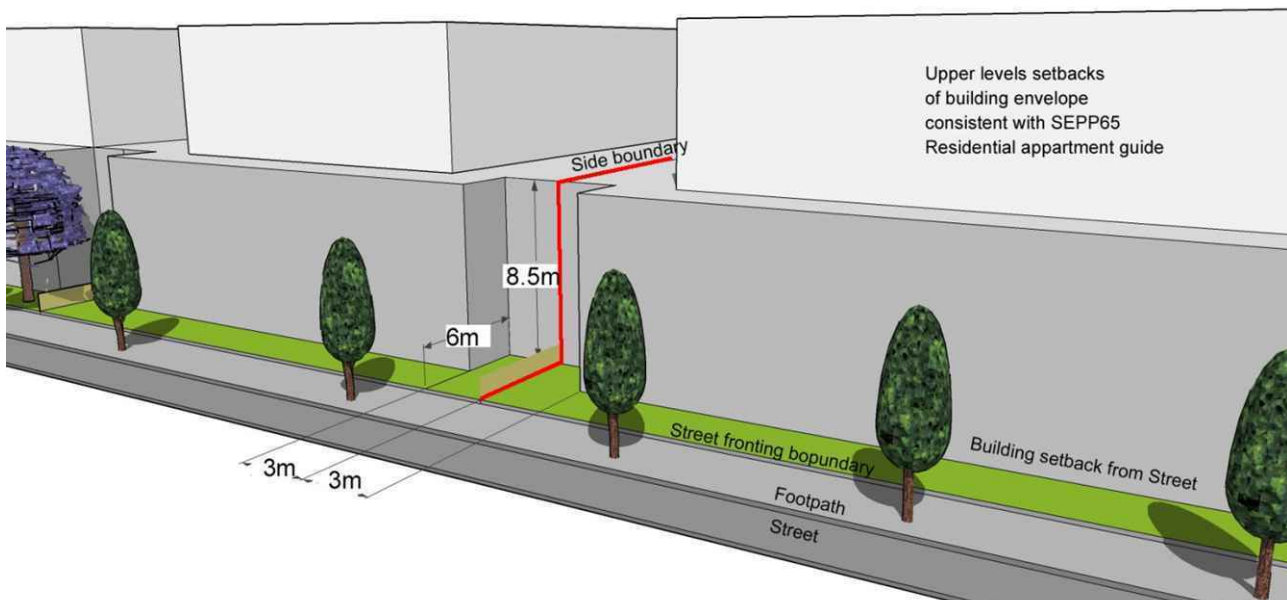 Upper levels setbacks
of building envelope
consistent with SEPP65
Residential appartment guide
Side boundary
8.5m
6m
3m
3m
Street fronting bopundary
Building setback from Street
Footpath
Street